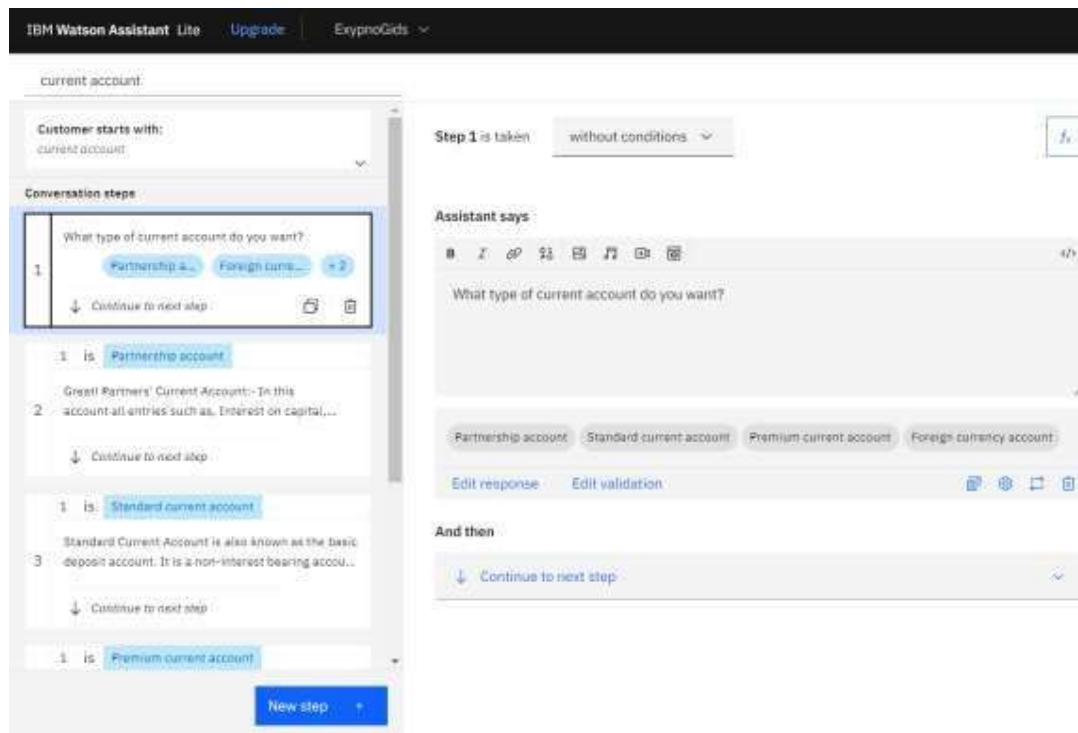 IBM Watson Assistant Lite Upgrade ExypnoGids
current account
Customer starts with:
current account
Conversation steps
1
What type of current account do you want?
Partnership a... Foreign curre... + 2
Continue to next step
1 is Partnership account
2
Great! Partners' Current Account:- In this
account all entries such as, Interest on capital,...
Continue to next step
1 is Standard current account
3
Standard Current Account is also known as the basic
deposit account. It is a non-interest bearing accou...
Continue to next step
1 is Premium current account
New step +
Step 1 is taken without conditions
fx
Assistant says
B I
</>
What type of current account do you want?
Partnership account Standard current account Premium current account Foreign currency account
Edit response Edit validation
And then
Continue to next step